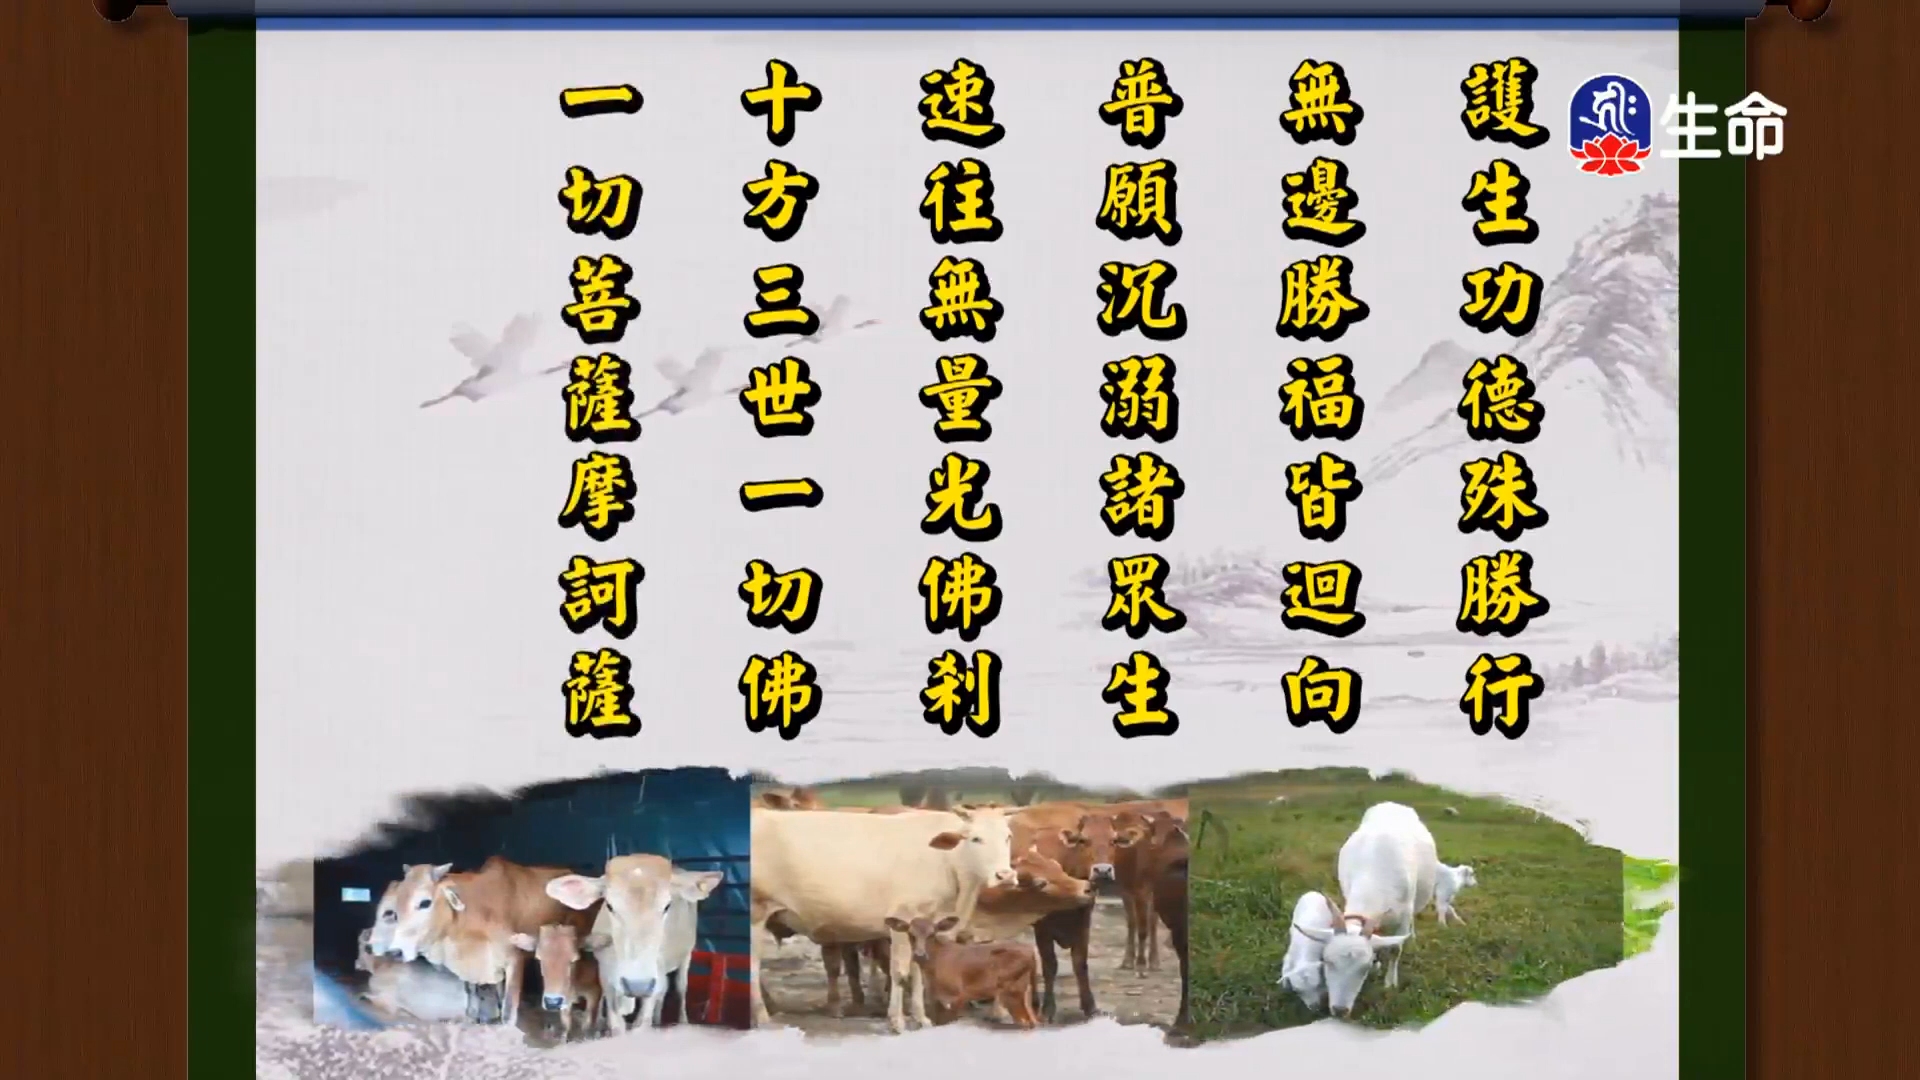 護生功德殊勝行
無邊勝福皆迴向
普願沉溺諸眾生
速往無量光佛剎
十方三世一切佛
一切菩薩摩訶薩
生命